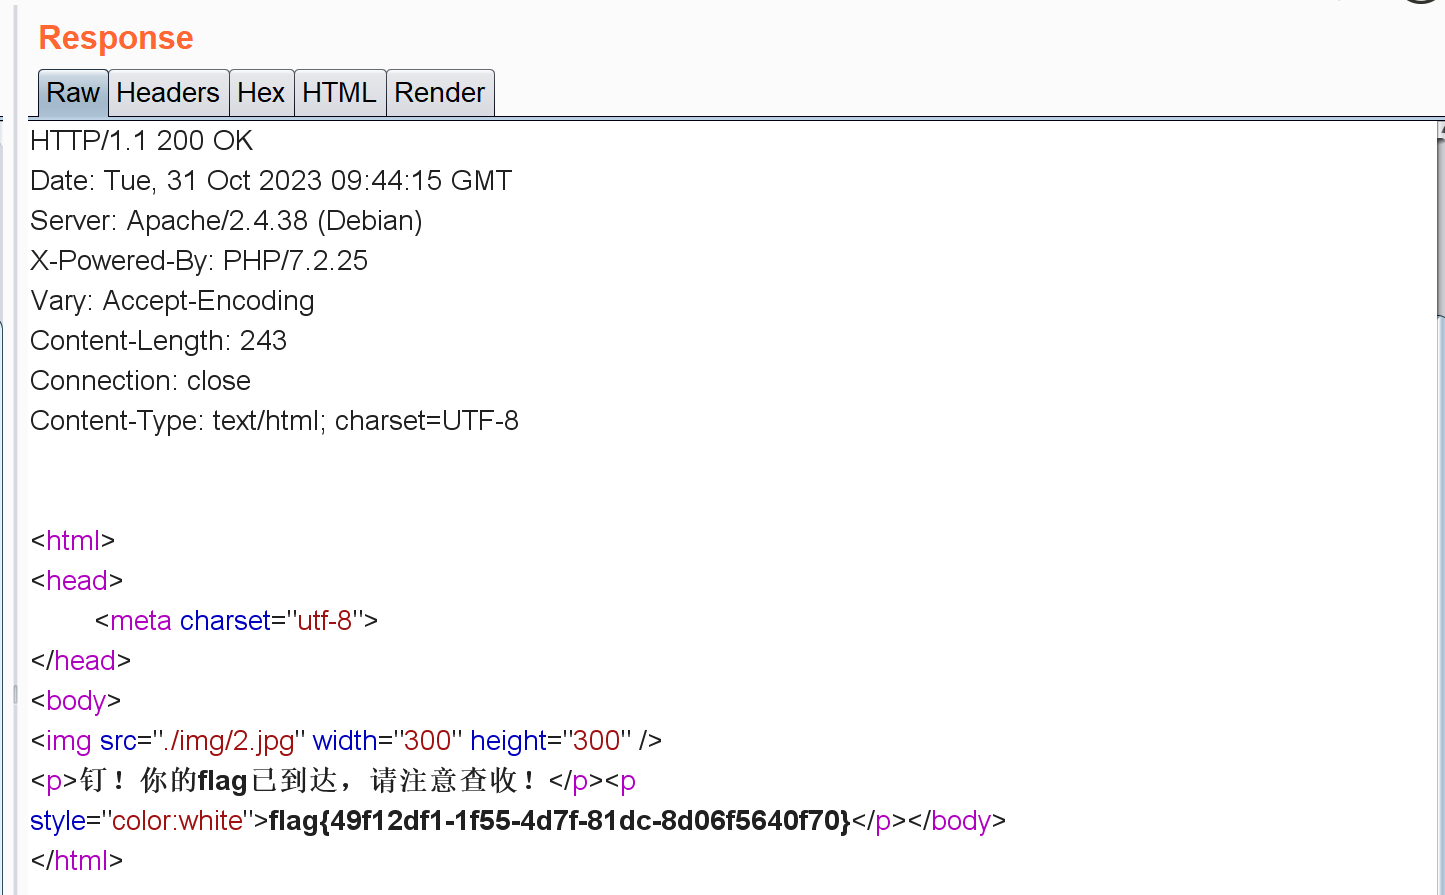 Response
Raw Headers Hex HTML Render
HTTP/1.1 200 OK
Date: Tue, 31 Oct 2023 09:44:15 GMT
Server: Apache/2.4.38 (Debian)
X-Powered-By: PHP/7.2.25
Vary: Accept-Encoding
Content-Length: 243
Connection: close
Content-Type: text/html; charset=UTF-8
<html>
<head>
<meta charset="utf-8">
</head>
<body>
<img src="./img/2.jpg" width="300" height="300" />
<p>钉！你的flag已到达，请注意查收！</p><p
style="color:white">flag{49f12df1-1f55-4d7f-81dc-8d06f5640f70}</p></body>
</html>